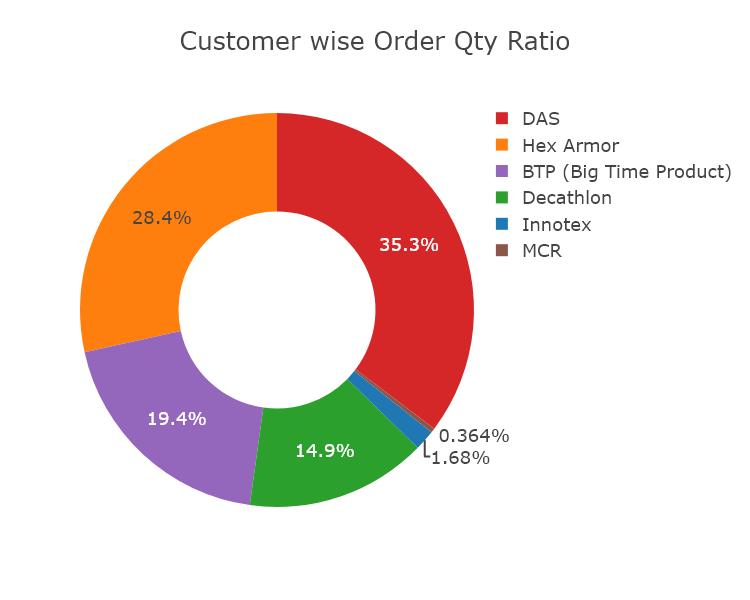 Customer wise Order Qty Ratio
DAS
Hex Armor
BTP (Big Time Product)
Decathlon
Innotex
MCR
28.4%
35.3%
19.4%
14.9%
0.364%
1.68%